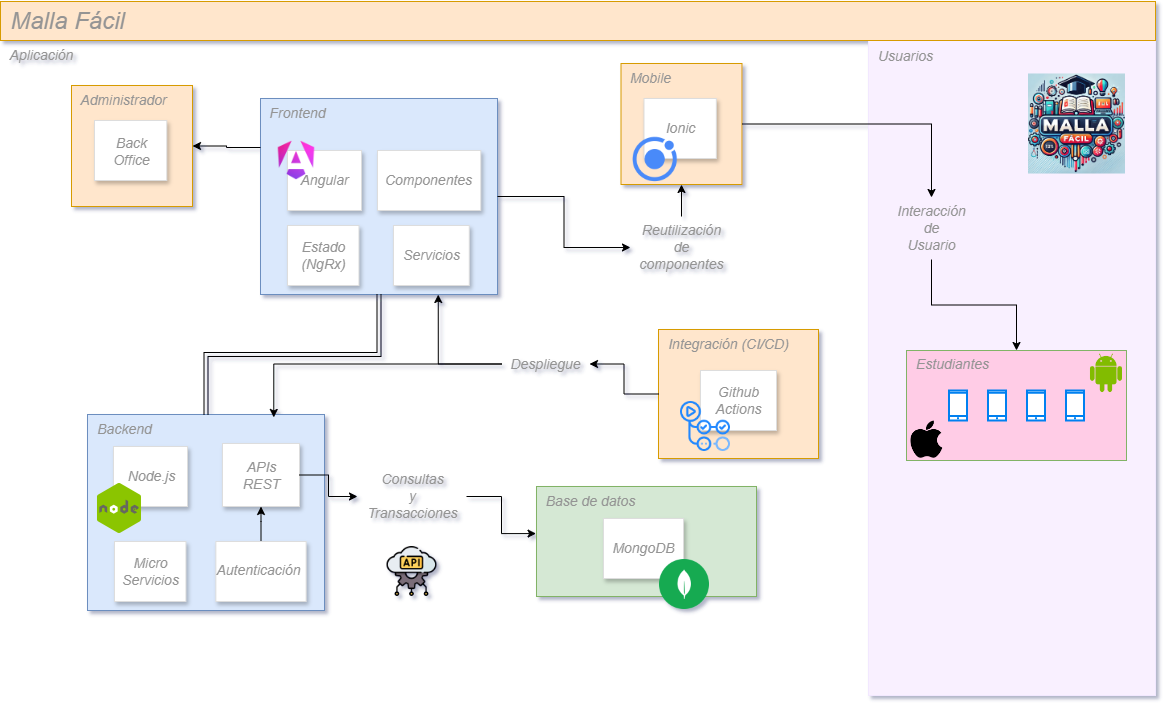 Malla Fácil
Aplicación
Usuarios
Administrador
Back
Office
Frontend
Angular
Componentes
Estado
(NgRx)
Servicios
Mobile
Ionic
Reutilización
de
componentes
MALLA
FÁCIL
Interacción
de
Usuario
Despliegue
Integración (CI/CD)
Github
Actions
Estudiantes
Backend
Node.js
node
APIs
REST
Micro
Servicios
Autenticación
Consultas
y
Transacciones
API
Base de datos
MongoDB